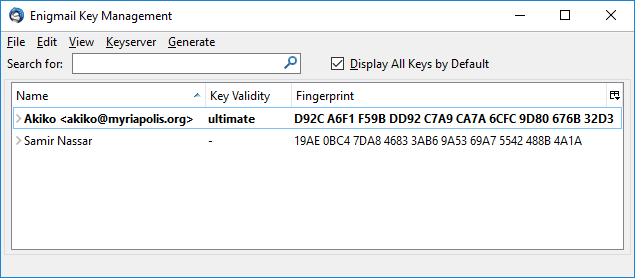 Enigmail Key Management
File Edit View Keyserver Generate
Search for: Display All Keys by Default
Name Key Validity Fingerprint
Akiko <akiko@myriapolis.org> ultimate D92C A6F1 F59B DD92 C7A9 CA7A 6CFC 9D80 676B 32D3
Samir Nassar - 19AE 0BC4 7DA8 4683 3AB6 9A53 69A7 5542 488B 4A1A